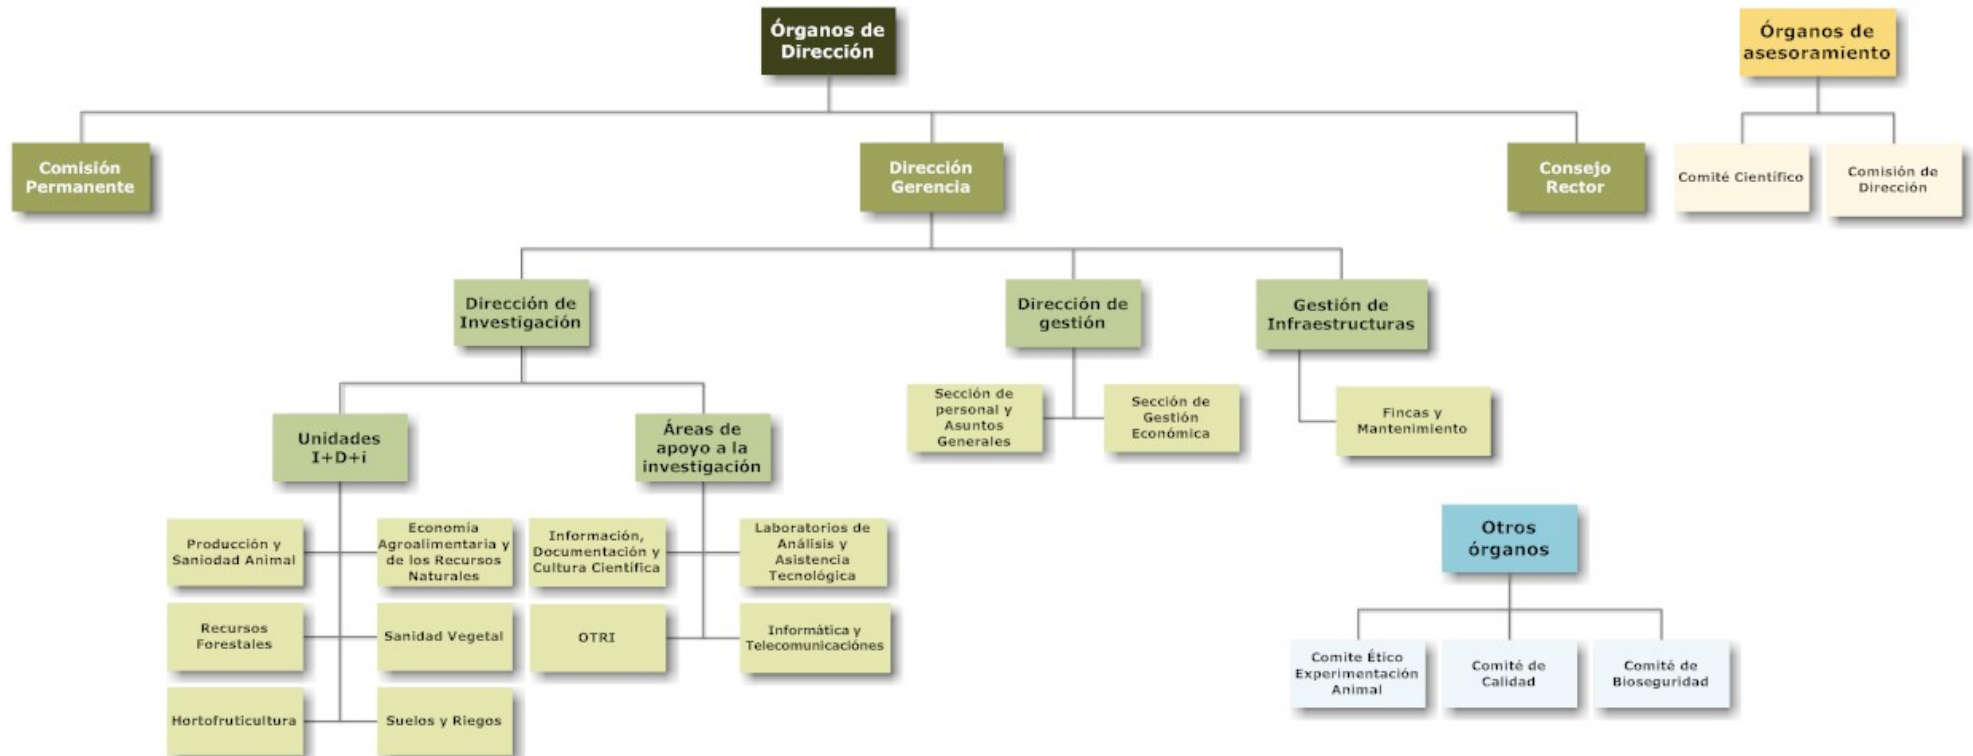 Órganos de
Dirección
Órganos de
asesoramiento
Comisión
Permanente
Dirección
Gerencia
Consejo
Rector
Comité Científico
Comisión de
Dirección
Dirección de
Investigación
Dirección de
gestión
Gestión de
Infraestructuras
Sección de
personal y
Asuntos
Generales
Sección de
Gestión
Económica
Fincas y
Mantenimiento
Unidades
I+D+i
Áreas de
apoyo a la
investigación
Producción y
Saniodad Animal
Economía
Agroalimentaria y
de los Recursos
Naturales
Información,
Documentación y
Cultura Científica
Laboratorios de
Análisis y
Asistencia
Tecnológica
Recursos
Forestales
Sanidad Vegetal
OTRI
Informática y
Telecomunicaciónes
Hortofruticultura
Suelos y Riegos
Otros
órganos
Comite Ético
Experimentación
Animal
Comité de
Calidad
Comité de
Bioseguridad